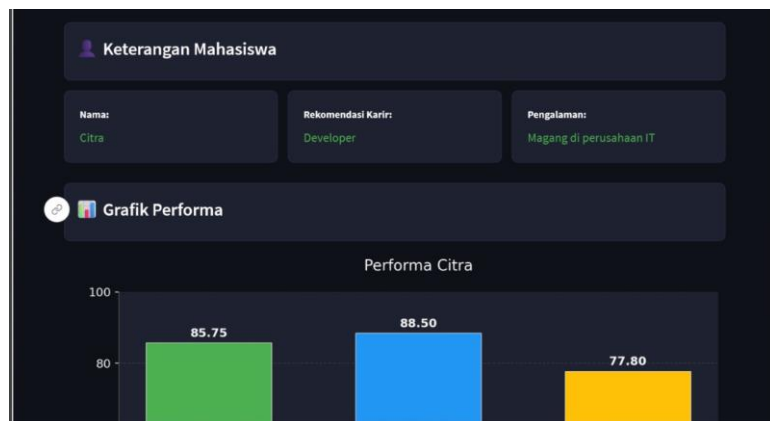 Keterangan Mahasiswa
Nama:
Citra
Rekomendasi Karir:
Developer
Pengalaman:
Magang di perusahaan IT
Grafik Performa
Performa Citra
100
85.75
88.50
77.80
80